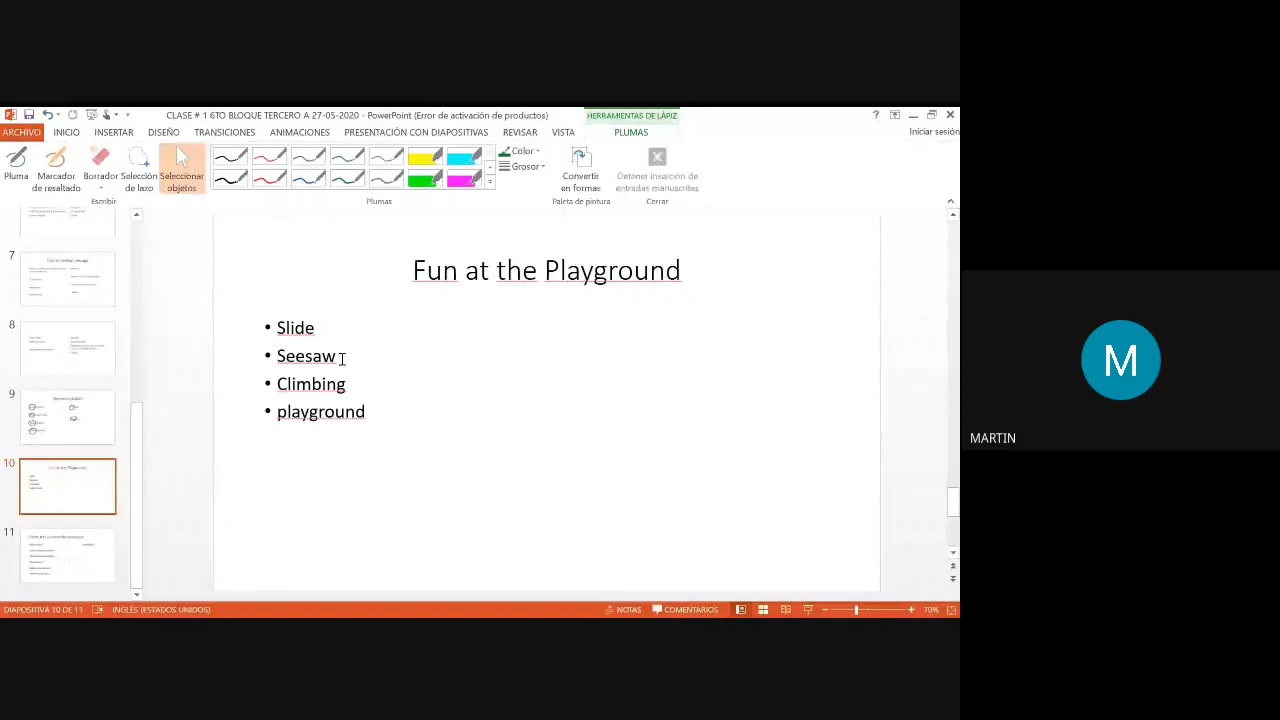 CLASE # 1 6TO BLOQUE TERCERO A 27-05-2020 - PowerPoint (Error de activación de productos)
HERRAMIENTAS DE LÁPIZ
ARCHIVO INICIO INSERTAR DISEÑO TRANSICIONES ANIMACIONES PRESENTACIÓN CON DIAPOSITIVAS REVISAR VISTA PLUMAS Iniciar sesión
Pluma
Marcador de resaltado
Borrador
Selección de lazo
Seleccionar objetos
Escribir
Plumas
Color
Grosor
Convertir en formas
Paleta de pintura
Detener inserción de entradas manuscritas
Cerrar
7
8
9
10
11
Fun at the Playground
• Slide
• Seesaw
• Climbing
• playground
M
MARTIN
DIAPOSITIVA 10 DE 11 INGLÉS (ESTADOS UNIDOS) NOTAS COMENTARIOS 70%